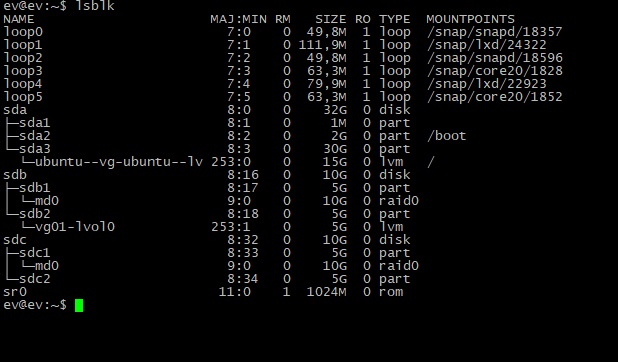 ev@ev:~$ lsblk
NAME                      MAJ:MIN RM   SIZE RO TYPE  MOUNTPOINTS
loop0                       7:0    0  49,8M  1 loop  /snap/snapd/18357
loop1                       7:1    0 111,9M  1 loop  /snap/lxd/24322
loop2                       7:2    0  49,8M  1 loop  /snap/snapd/18596
loop3                       7:3    0  63,3M  1 loop  /snap/core20/1828
loop4                       7:4    0  79,9M  1 loop  /snap/lxd/22923
loop5                       7:5    0  63,3M  1 loop  /snap/core20/1852
sda                         8:0    0    32G  0 disk
├─sda1                      8:1    0     1M  0 part
├─sda2                      8:2    0     2G  0 part  /boot
└─sda3                      8:3    0    30G  0 part
  └─ubuntu--vg-ubuntu--lv 253:0    0    15G  0 lvm   /
sdb                         8:16   0    10G  0 disk
├─sdb1                      8:17   0     5G  0 part
│ └─md0                     9:0    0    10G  0 raid0
└─sdb2                      8:18   0     5G  0 part
  └─vg01-lvol0            253:1    0     5G  0 lvm
sdc                         8:32   0    10G  0 disk
├─sdc1                      8:33   0     5G  0 part
│ └─md0                     9:0    0    10G  0 raid0
└─sdc2                      8:34   0     5G  0 part
sr0                        11:0    1  1024M  0 rom
ev@ev:~$